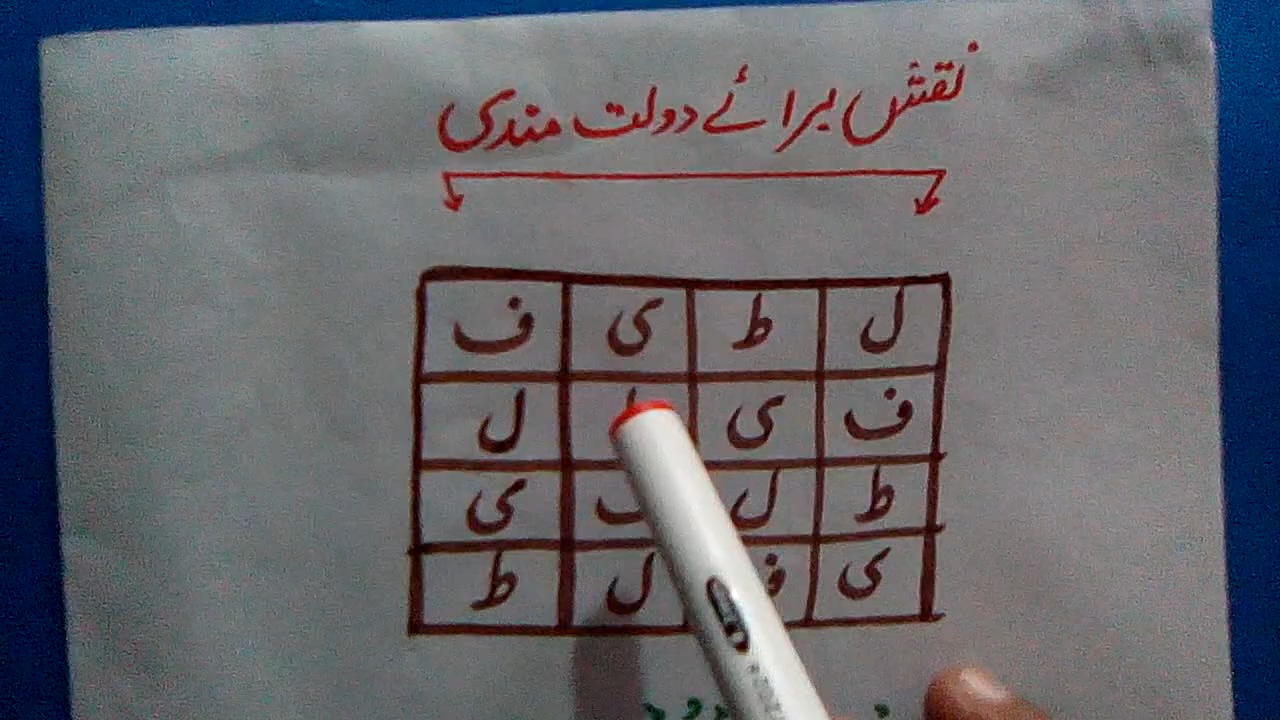 نقش برائے دولت مندی
ل ط ی ف
ف ی ل
ط ل ی
ی ف ل ط